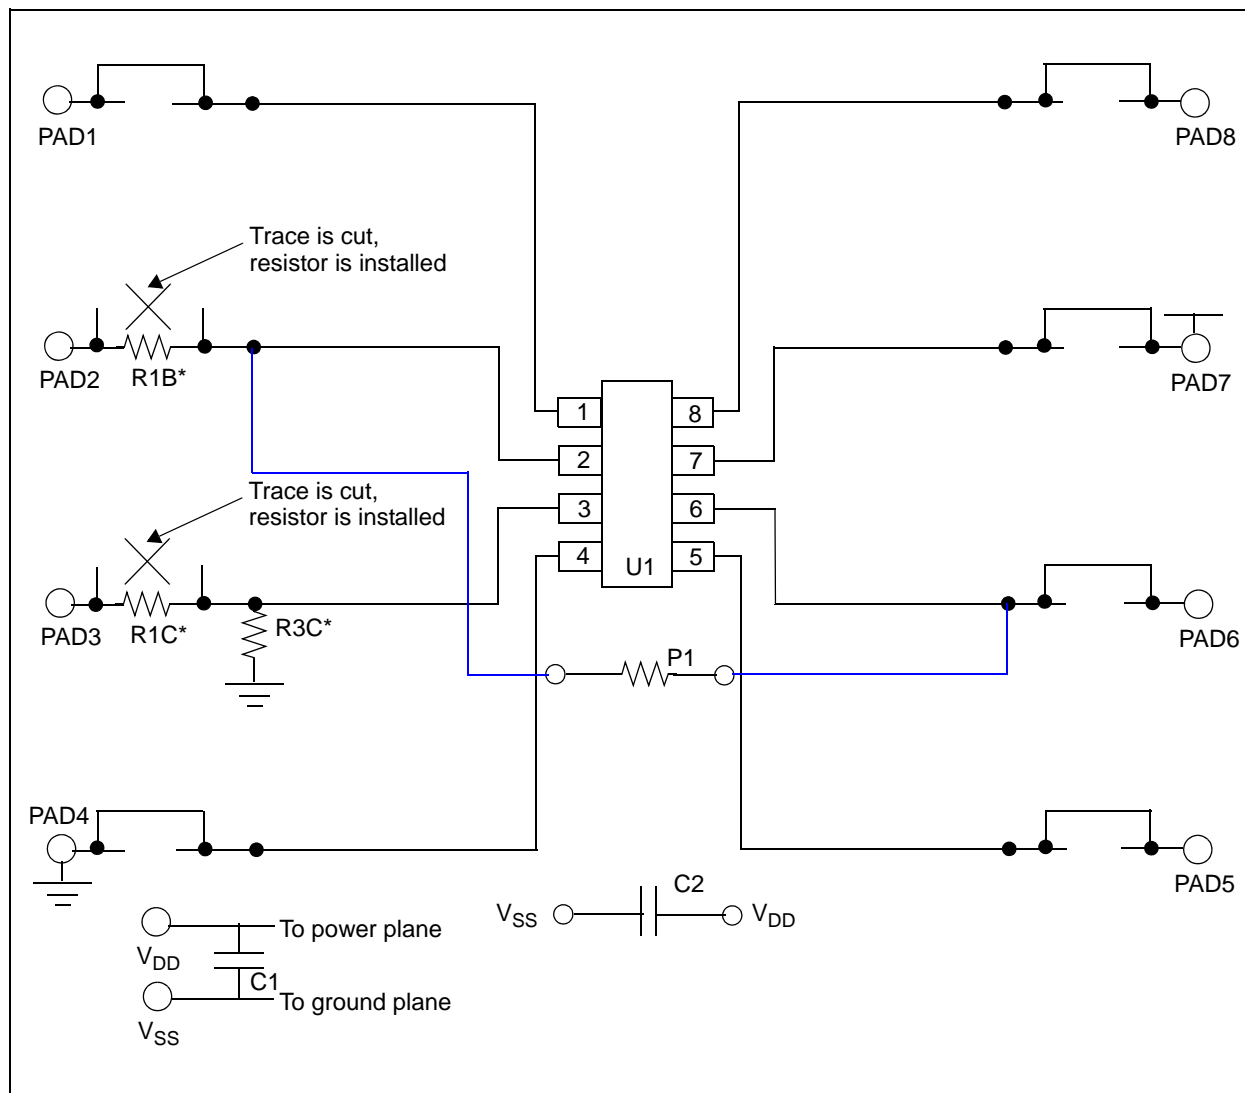 PAD1
PAD8
Trace is cut,
resistor is installed
PAD2
R1B*
PAD7
1
8
2
7
3
6
4
5
U1
Trace is cut,
resistor is installed
PAD3
R1C*
R3C*
P1
PAD6
PAD4
PAD5
C2
VSS
VDD
To power plane
VDD
C1
To ground plane
VSS